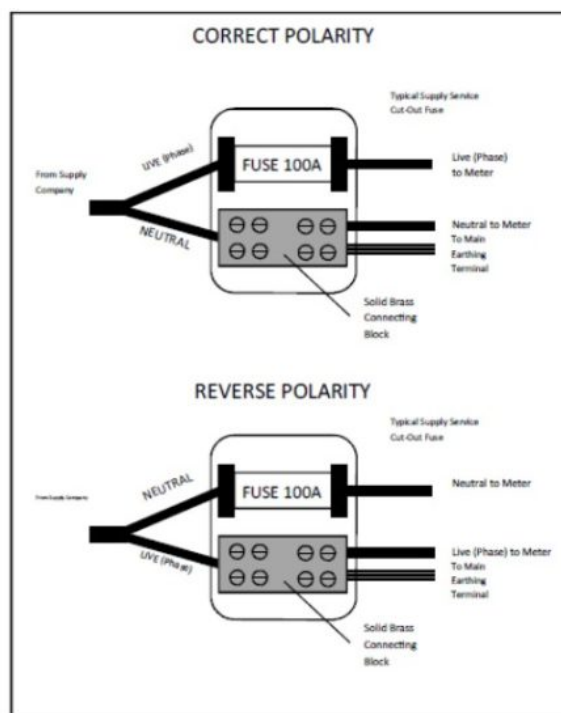 CORRECT POLARITY
Typical Supply Service
Cut-Out Fuse
LIVE (Phase)
FUSE 100A
Live (Phase)
to Meter
From Supply
Company
NEUTRAL
Neutral to Meter
To Main
Earthing
Terminal
Solid Brass
Connecting
Block
REVERSE POLARITY
Typical Supply Service
Cut-Out Fuse
NEUTRAL
FUSE 100A
Neutral to Meter
From Supply Company
LIVE (Phase)
Live (Phase) to Meter
To Main
Earthing
Terminal
Solid Brass
Connecting
Block